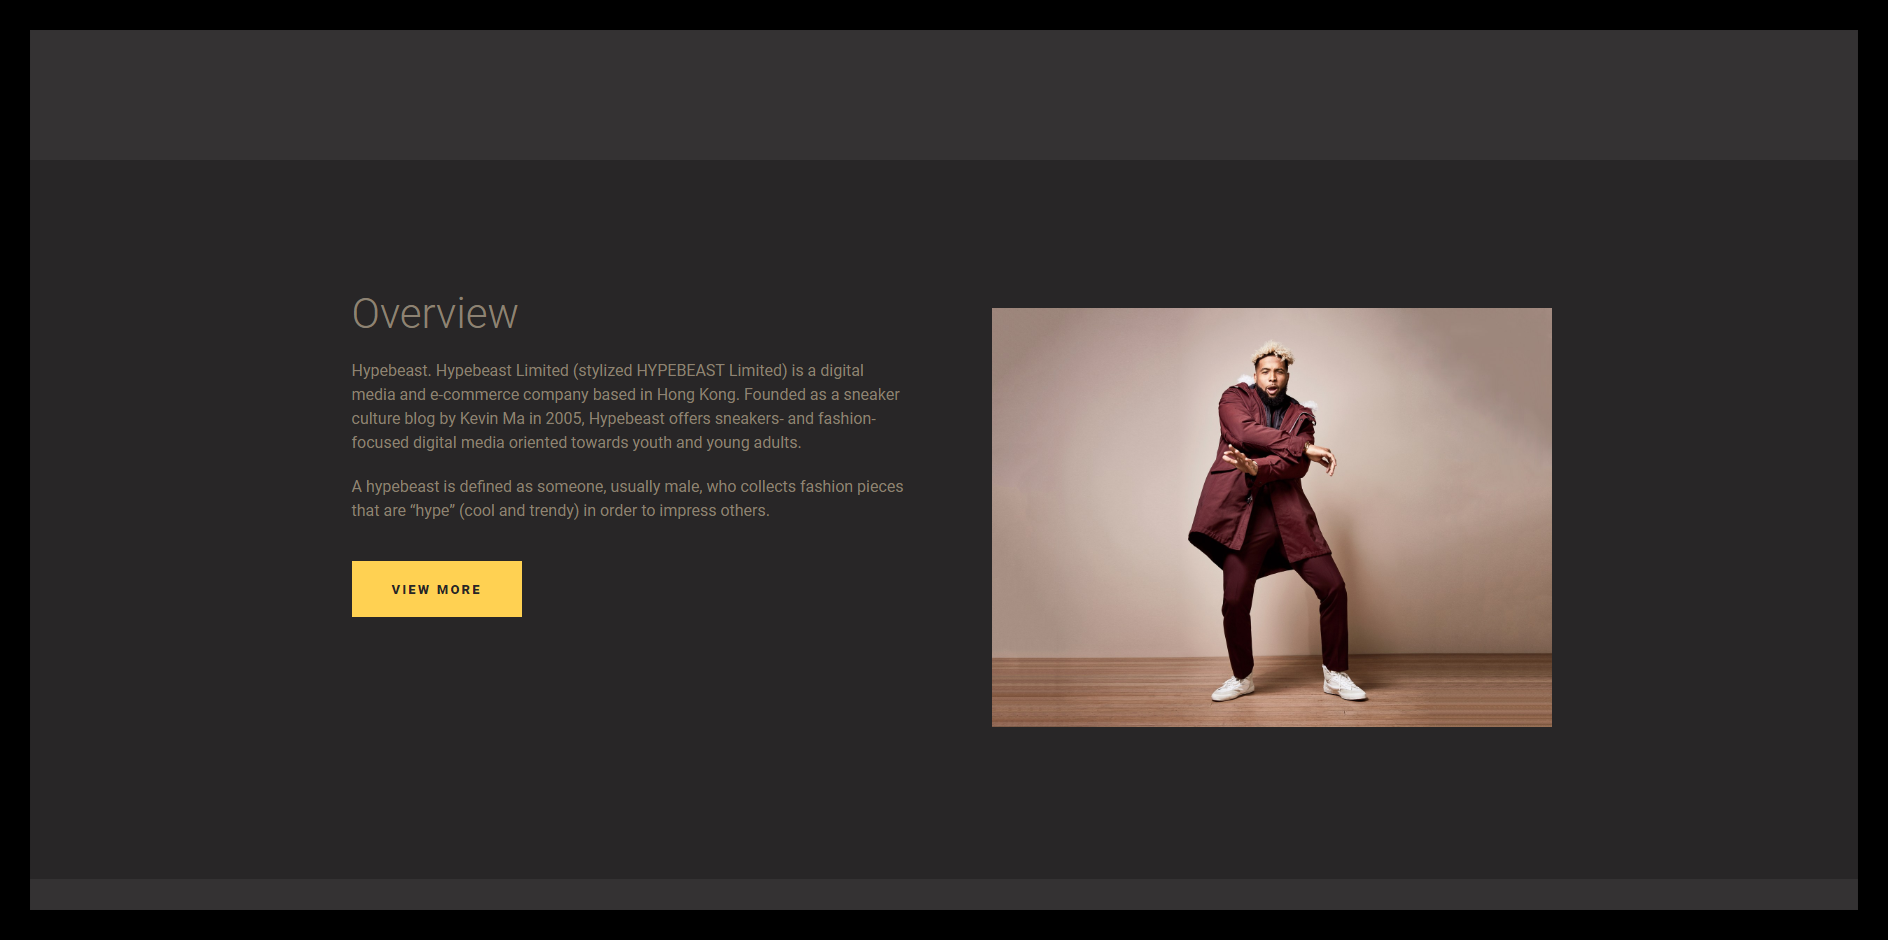 Overview
Hypebeast. Hypebeast Limited (stylized HYPEBEAST Limited) is a digital
media and e-commerce company based in Hong Kong. Founded as a sneaker
culture blog by Kevin Ma in 2005, Hypebeast offers sneakers- and fashion-
focused digital media oriented towards youth and young adults.
A hypebeast is defined as someone, usually male, who collects fashion pieces
that are “hype” (cool and trendy) in order to impress others.
VIEW MORE